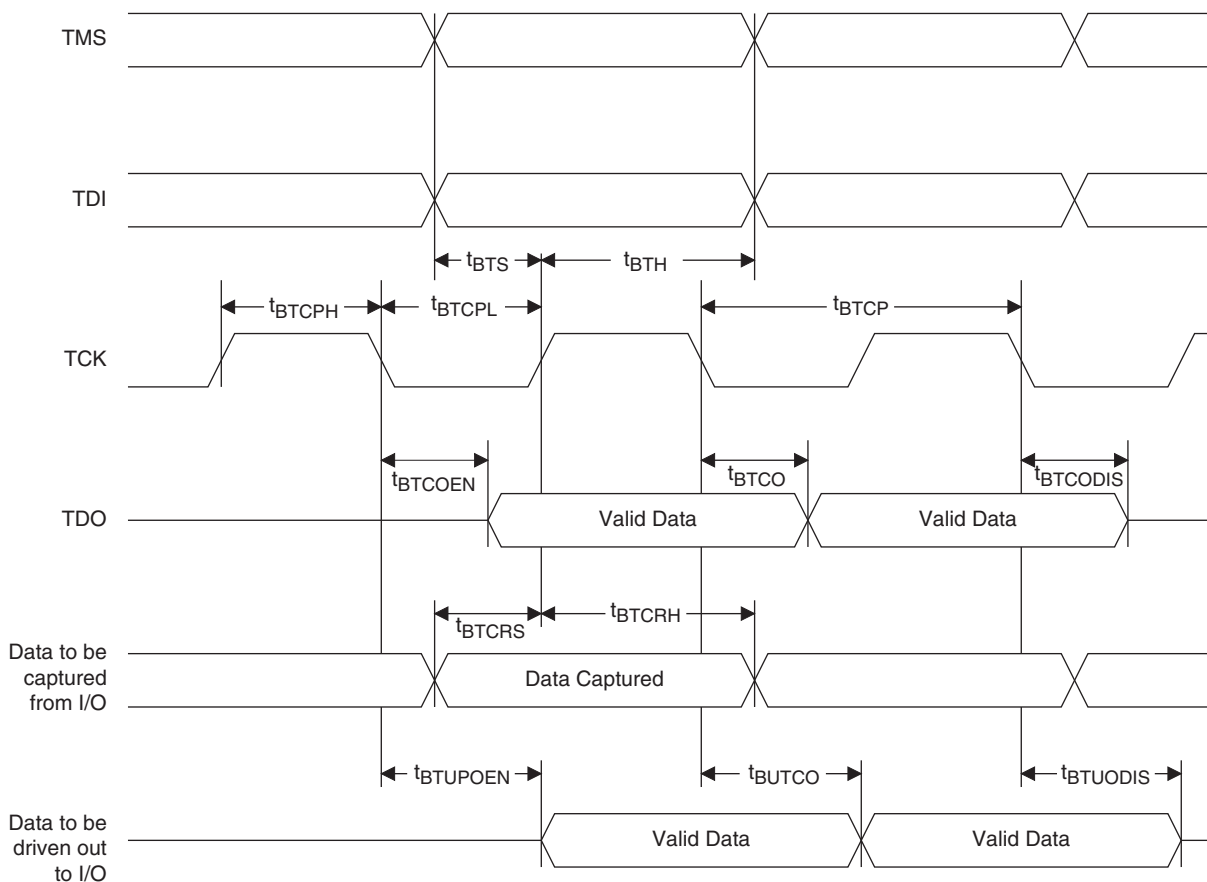 TMS
TDI
tBTS
tBTH
tBTCPH
tBTCPL
tBTCP
TCK
tBTCOEN
tBTCO
tBTCODIS
TDO
Valid Data
Valid Data
tBTCRS
tBTCRH
Data to be
captured
from I/O
Data Captured
tBTUPOEN
tBUTCO
tBTUODIS
Data to be
driven out
to I/O
Valid Data
Valid Data